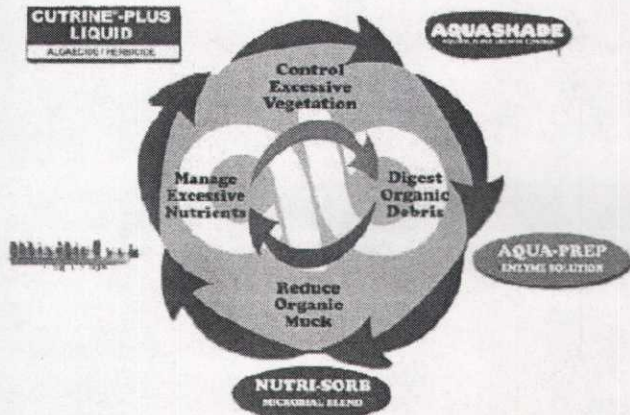 CUTRINE®-PLUS
LIQUID
ALGAECIDE / HERBICIDE
AQUASHADE
Control
Excessive
Vegetation
Manage
Excessive
Nutrients
Digest
Organic
Debris
AQUA-PREP
ENZYME SOLUTION
Reduce
Organic
Muck
NUTRI-SORB
MICROBIAL BLEND